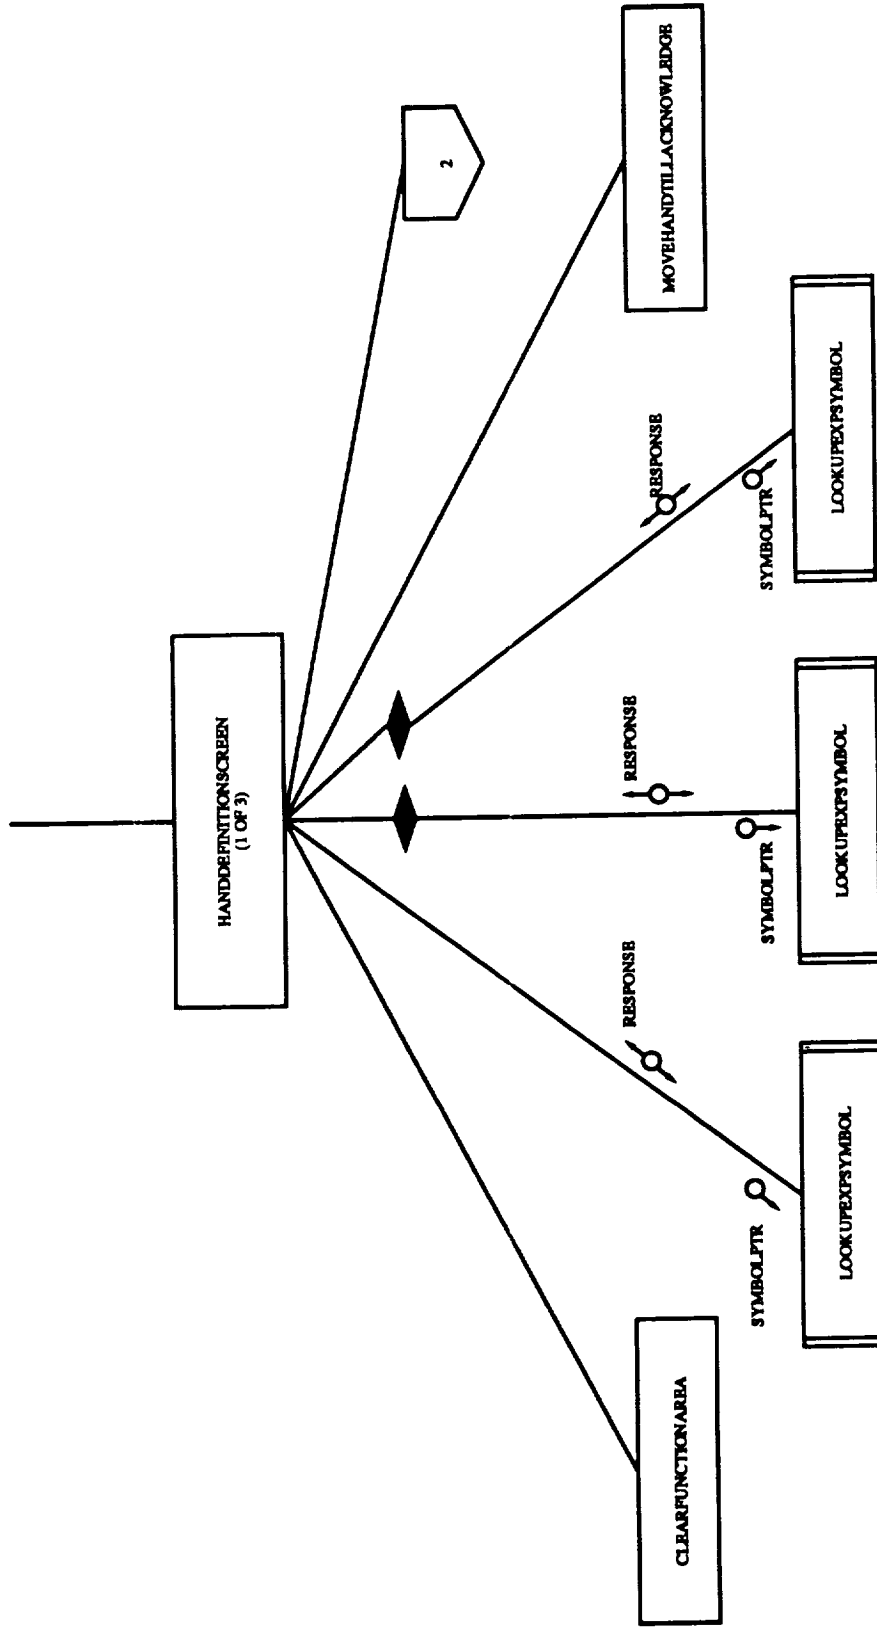 HANDDEFINITIONSCREEN
(1 OF 3)
2
RESPONSE
RESPONSE
RESPONSE
CLEARFUNCTIONAREA
MOVEHANDTILLACKNOWLEDGE
SYMBOLPTR
SYMBOLPTR
SYMBOLPTR
LOOKUPEXPSYMBOL
LOOKUPEXPSYMBOL
LOOKUPEXPSYMBOL